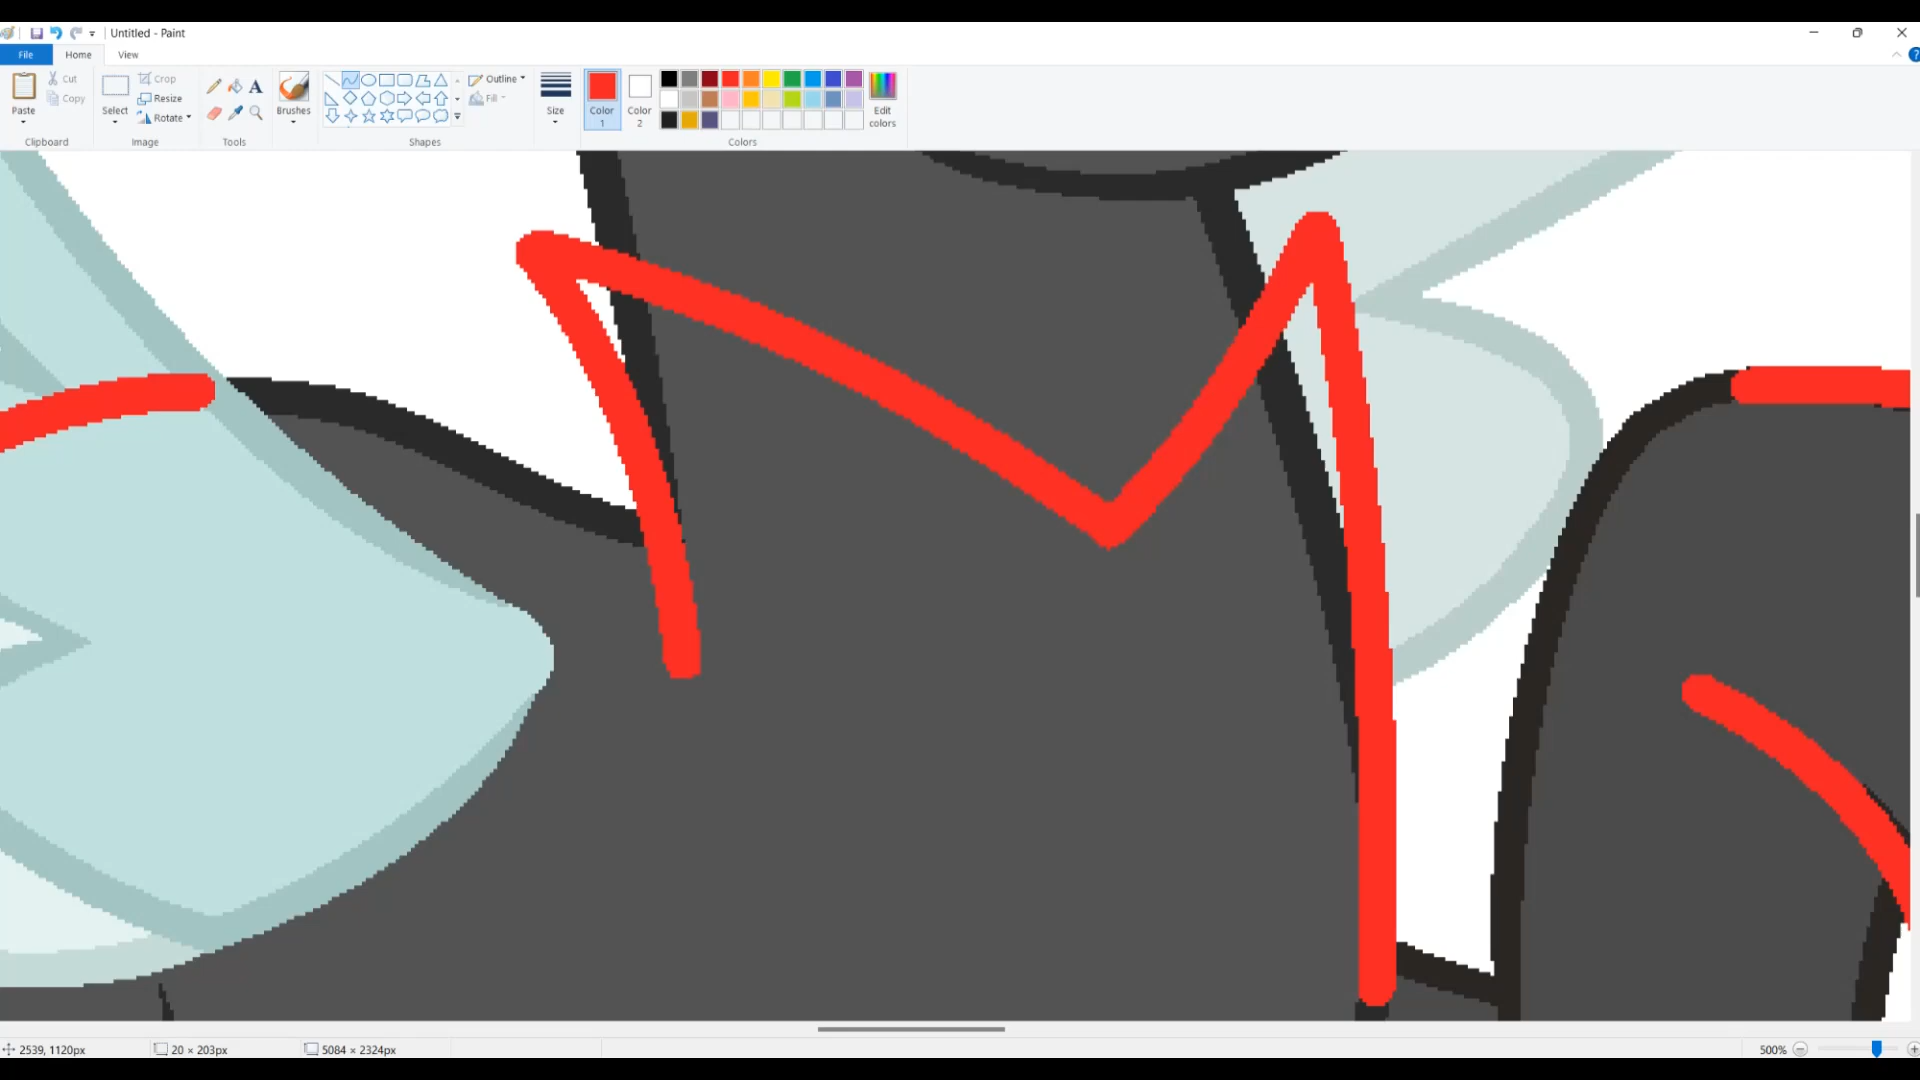 Untitled - Paint
File Home View
Paste
Cut
Copy
Clipboard
Select
Crop
Resize
Rotate
Image
A
Tools
Brushes
Outline
Fill
Shapes
Size
Color 1
Color 2
Edit colors
Colors
?
2539, 1120px
20 × 203px
5084 × 2324px
500%